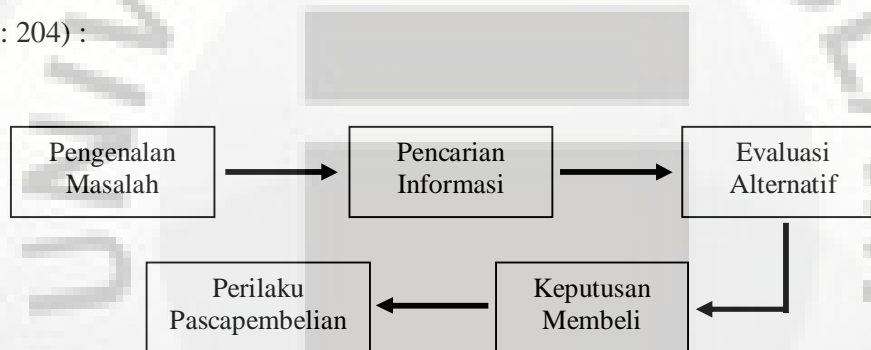 : 204) :
Pengenalan
Masalah
Pencarian
Informasi
Evaluasi
Alternatif
Keputusan
Membeli
Perilaku
Pascapembelian